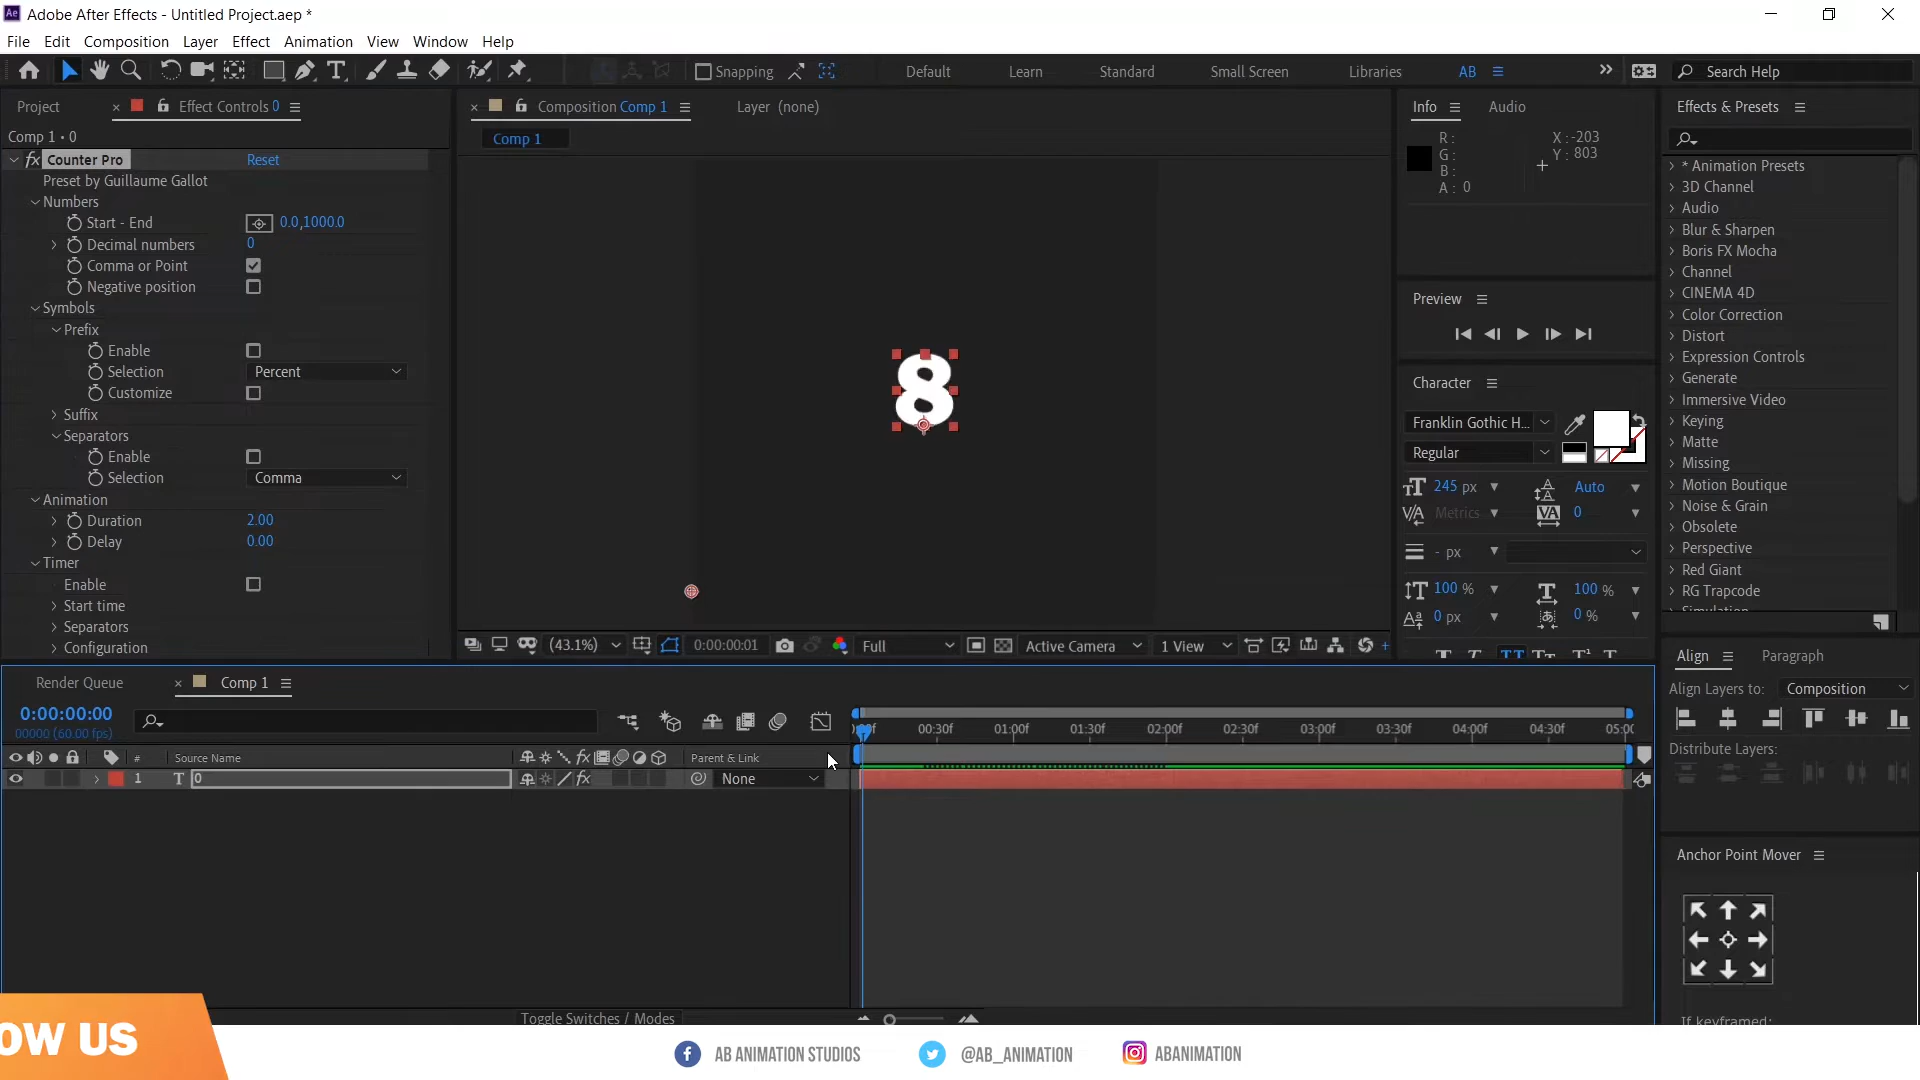 Ae Adobe After Effects - Untitled Project.aep *
File Edit Composition Layer Effect Animation View Window Help
Snapping Default Learn Standard Small Screen Libraries AB Search Help
Project Effect Controls 0
Comp 1 • 0
fx Counter Pro Reset
Preset by Guillaume Gallot
Numbers
Start - End 0.0,1000.0
Decimal numbers 0
Comma or Point
Negative position
Symbols
Prefix
Enable
Selection Percent
Customize
Suffix
Separators
Enable
Selection Comma
Animation
Duration 2.00
Delay 0.00
Timer
Enable
Start time
Separators
Configuration
Composition Comp 1 Layer (none)
Comp 1
8
(43.1%) 0:00:00:01 Full Active Camera 1 View
Info Audio
R :
G :
B :
A : 0
X :-203
Y : 803
Preview
Character
Franklin Gothic H...
Regular
245 px Auto
Metrics 0
- px
100 % 100 %
0 px 0 %
Effects & Presets
* Animation Presets
3D Channel
Audio
Blur & Sharpen
Boris FX Mocha
Channel
CINEMA 4D
Color Correction
Distort
Expression Controls
Generate
Immersive Video
Keying
Matte
Missing
Motion Boutique
Noise & Grain
Obsolete
Perspective
Red Giant
RG Trapcode
Simulation
Align Paragraph
Align Layers to: Composition
Distribute Layers:
Anchor Point Mover
If keyframed:
Render Queue Comp 1
0:00:00:00
00000 (60.00 fps)
00:30f 01:00f 01:30f 02:00f 02:30f 03:00f 03:30f 04:00f 04:30f 05:00
# Source Name Parent & Link
1 T 0 None
Toggle Switches / Modes
OW US
AB ANIMATION STUDIOS @AB_ANIMATION ABANIMATION